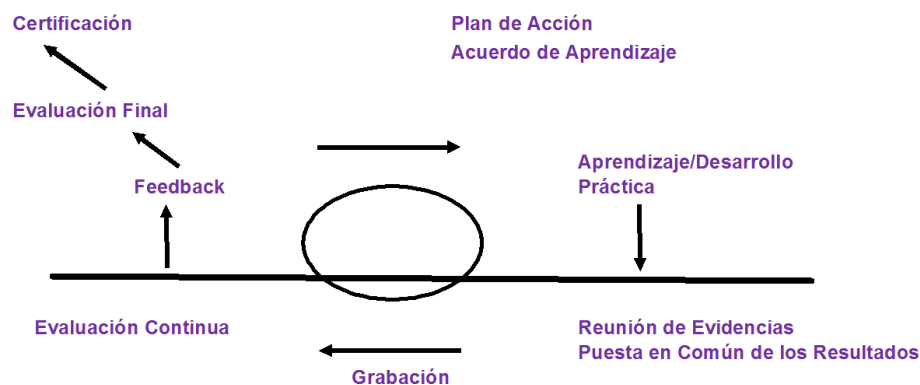 Certificación
Plan de Acción
Acuerdo de Aprendizaje
Evaluación Final
Aprendizaje/Desarrollo
Práctica
Feedback
Evaluación Continua
Reunión de Evidencias
Puesta en Común de los Resultados
Grabación